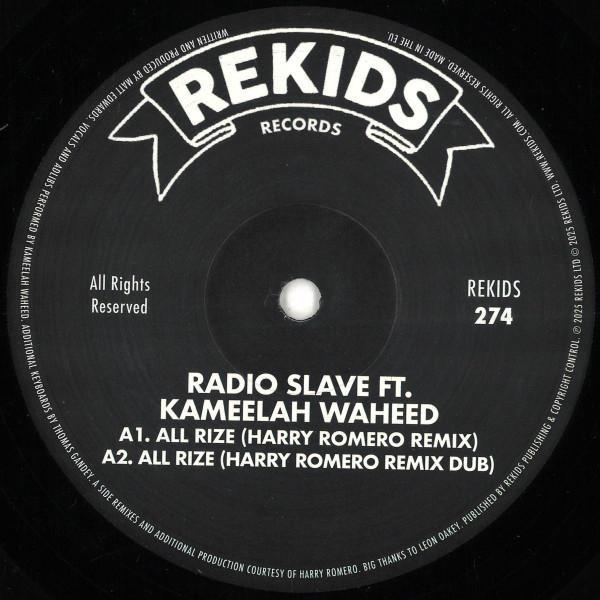 REKIDS
RECORDS
All Rights
Reserved
REKIDS
274
RADIO SLAVE FT.
KAMEELAH WAHEED
A1. ALL RIZE (HARRY ROMERO REMIX)
A2. ALL RIZE (HARRY ROMERO REMIX DUB)
WRITTEN AND PRODUCED BY MATT EDWARDS. VOCALS AND ADLIBS PERFORMED BY KAMEELAH WAHEED. ADDITIONAL KEYBOARDS BY THOMAS GANDEY. A SIDE REMIXES AND ADDITIONAL PRODUCTION COURTESY OF HARRY ROMERO. BIG THANKS TO LEON OAKEY. PUBLISHED BY REKIDS PUBLISHING & COPYRIGHT CONTROL. ℗ 2025 REKIDS LTD © 2025 REKIDS LTD. WWW.REKIDS.COM. ALL RIGHTS RESERVED. MADE IN THE EU.